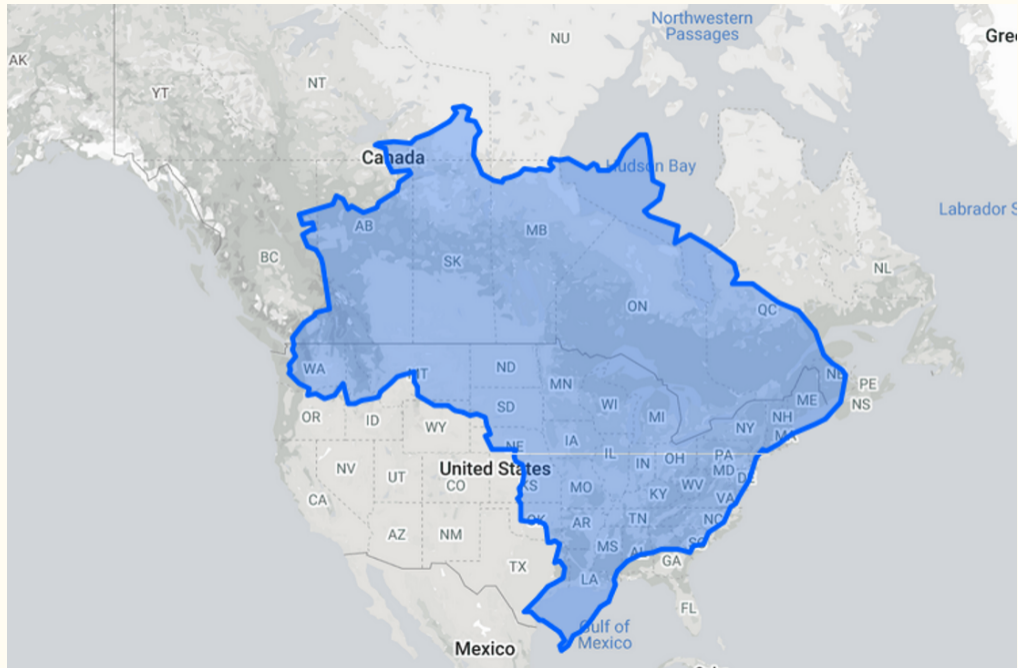 Northwestern
Passages
NU
Gre
AK
NT
YT
Canada
Hudson Bay
Labrador S
AB
MB
BC
SK
NL
ON
QC
WA
MT
ND
NB
PE
MN
ME
NS
OR
ID
SD
WI
MI
NH
WY
NY
MA
NE
IA
IL
IN
OH
PA
NV
United States
MD
UT
CO
KS
MO
WV
DE
CA
KY
VA
OK
AR
TN
NC
AZ
NM
MS
AL
SC
TX
GA
LA
FL
Gulf of
Mexico
Mexico